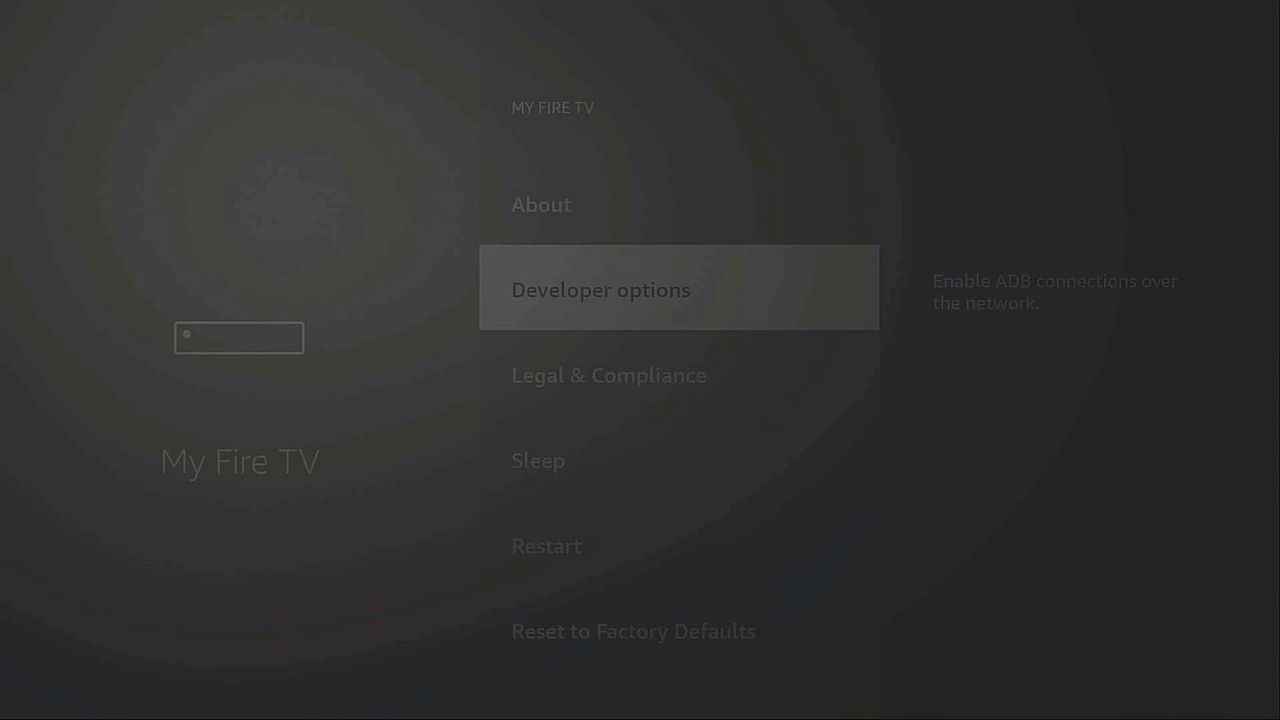 MY FIRE TV
About
Developer options
Enable ADB connections over
the network.
Legal & Compliance
My Fire TV
Sleep
Restart
Reset to Factory Defaults